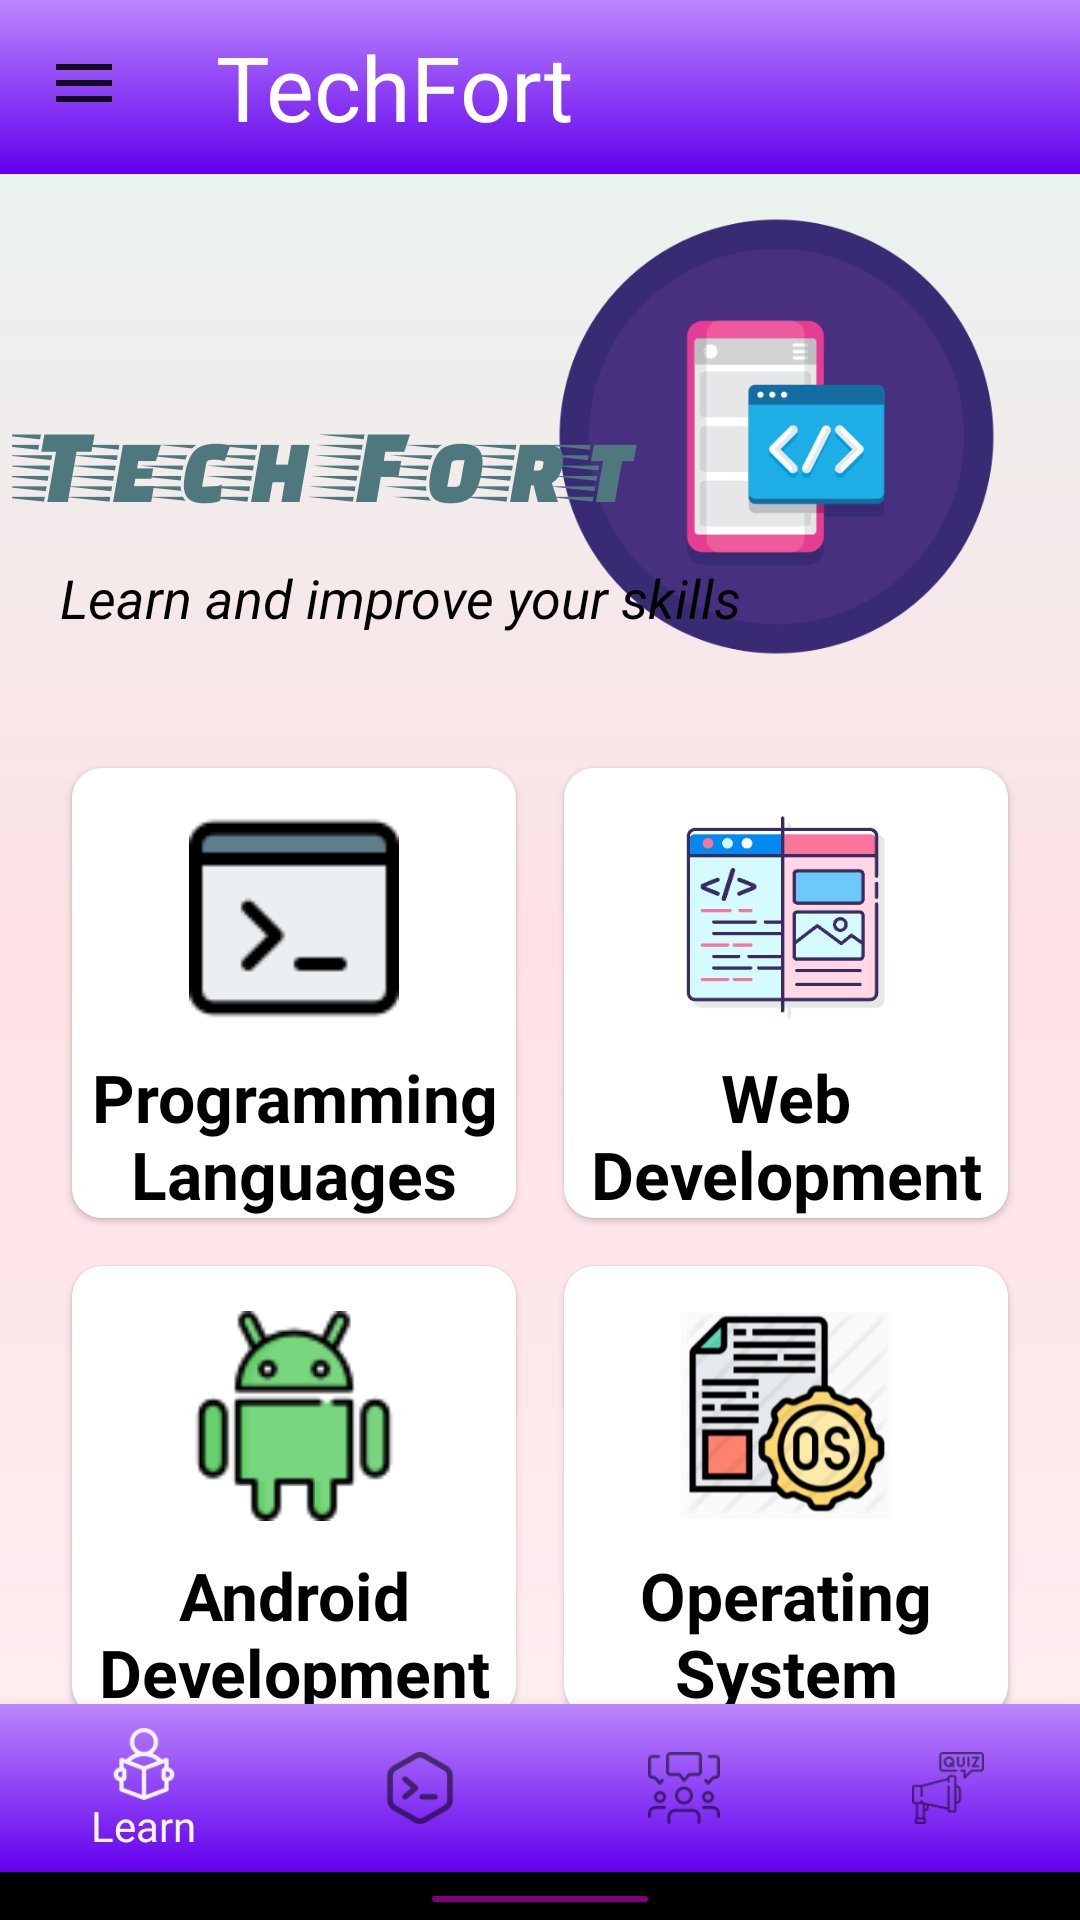 TechFort
</>
TECH FORT
Learn and improve your skills
</>
Programming
Languages
Web
Development
OS
Android
Development
Operating
System
QUIZ
Learn